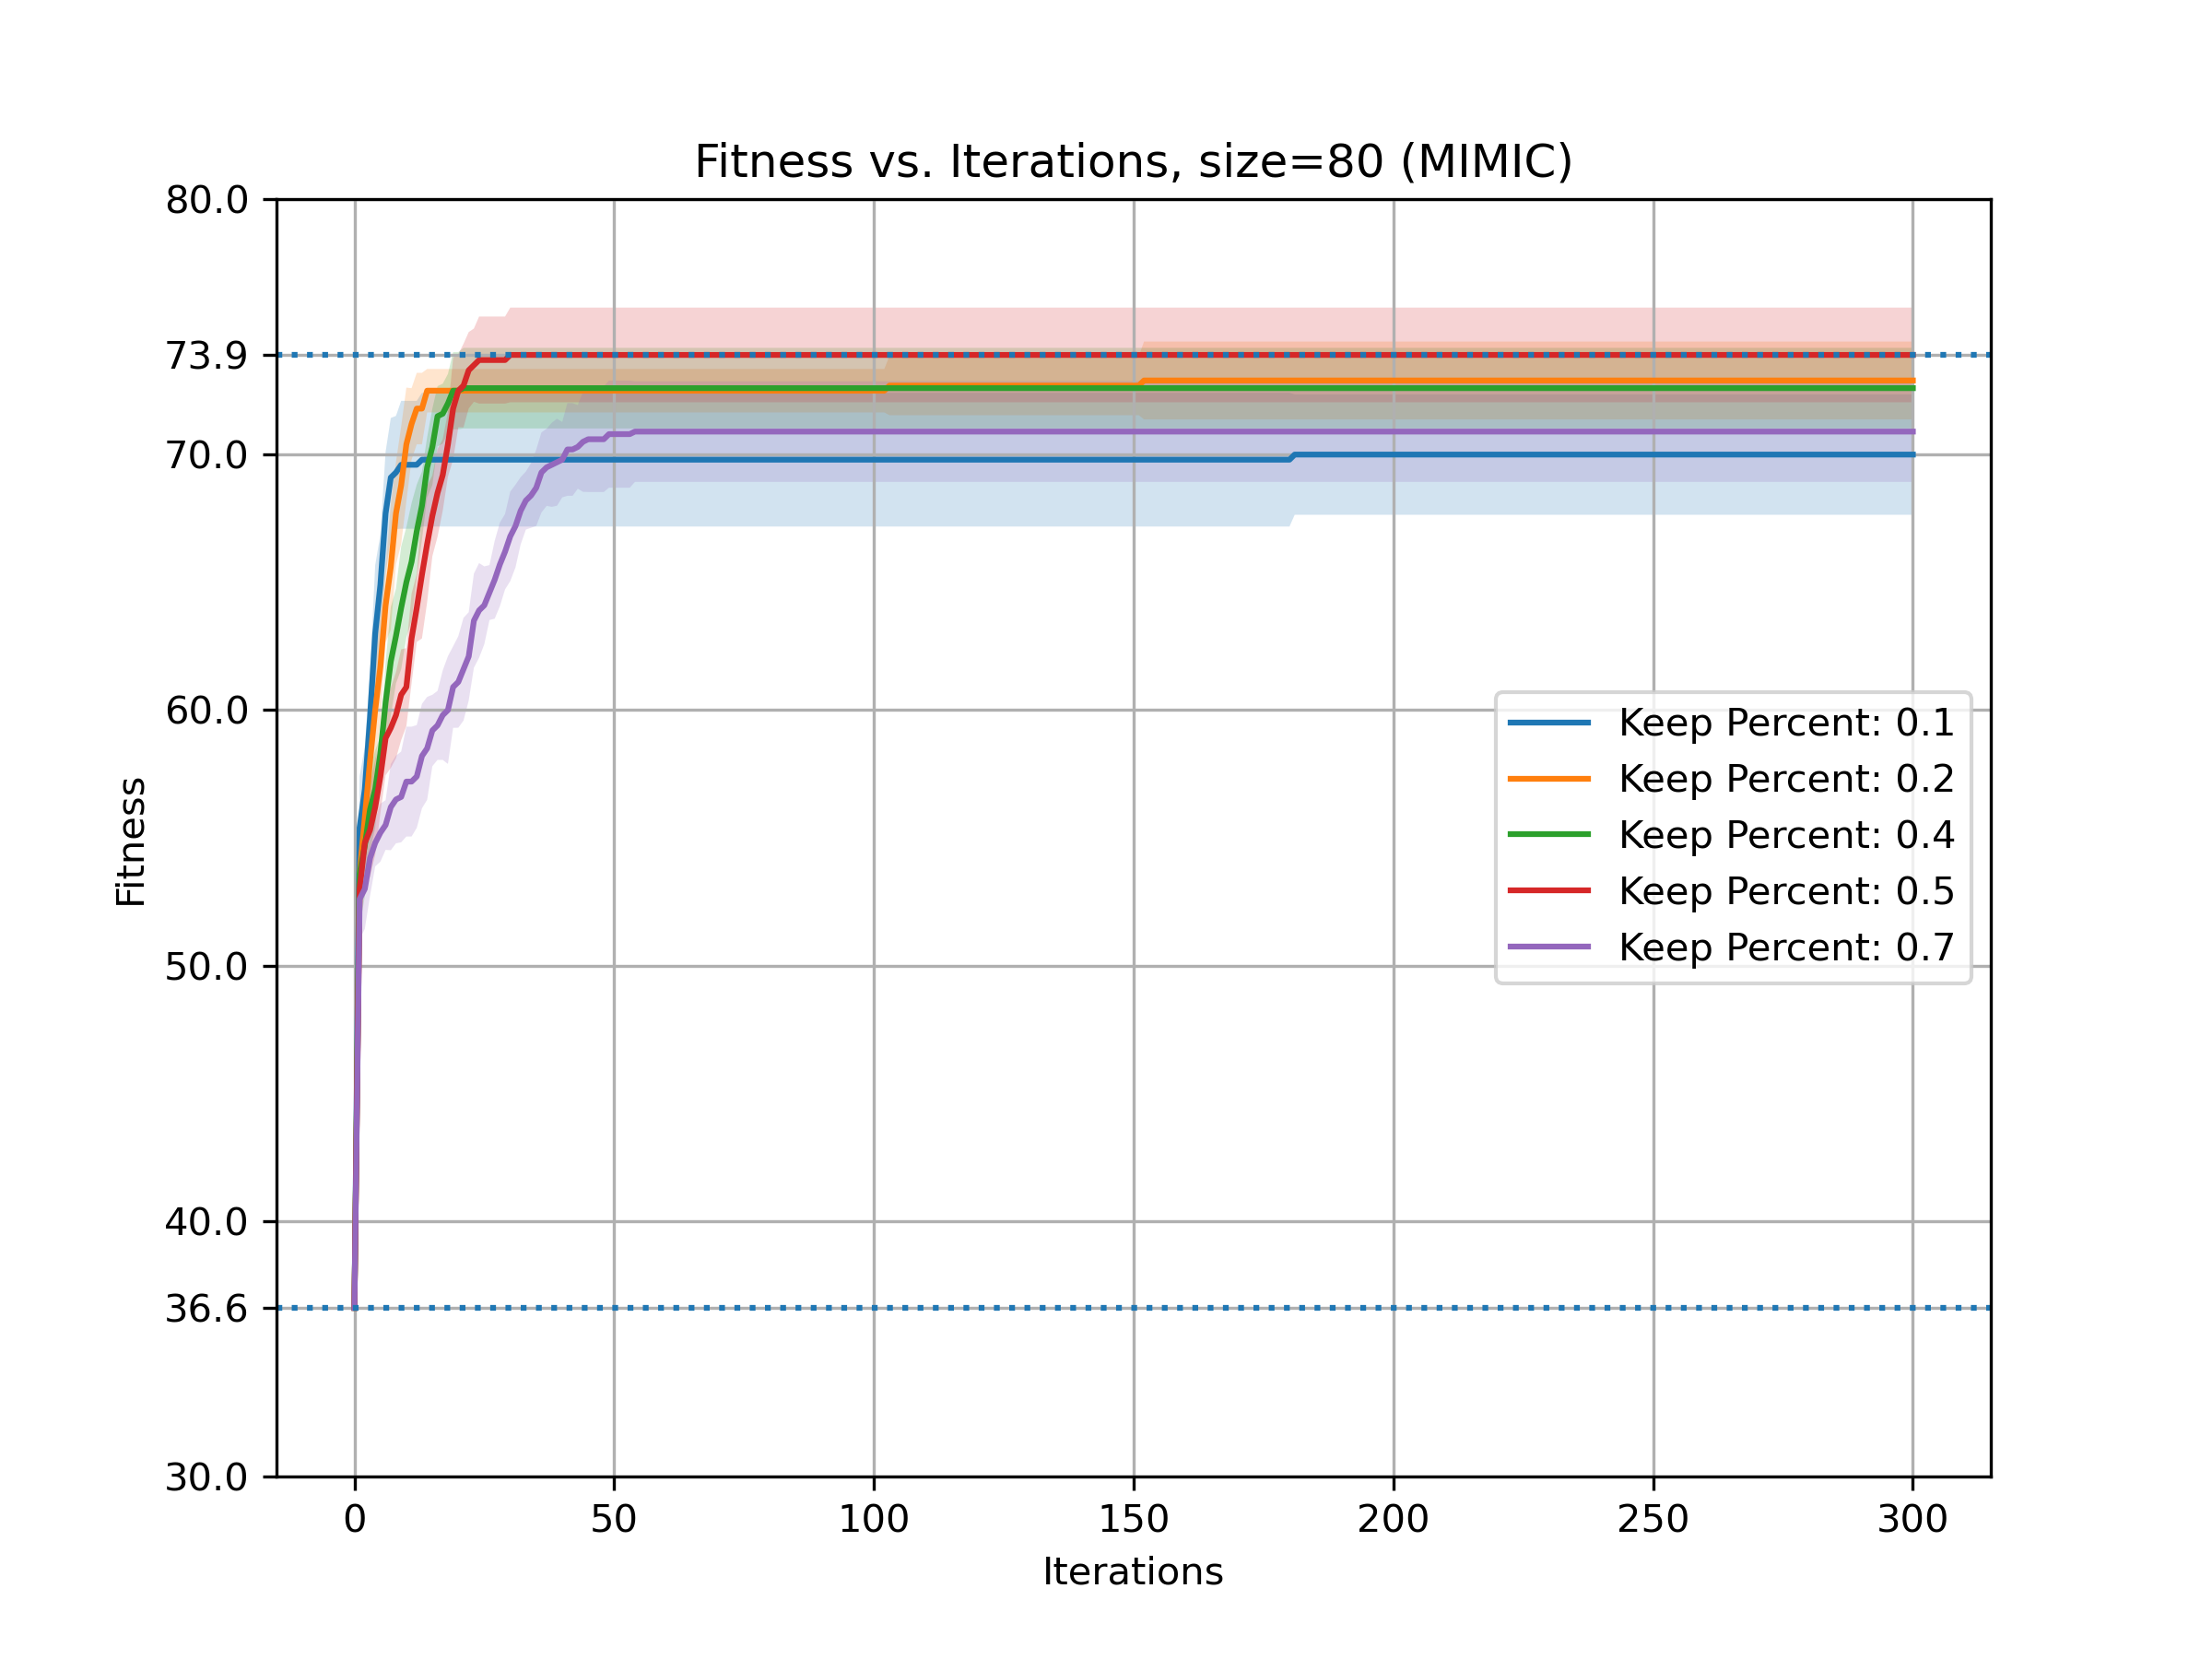 Fitness vs. Iterations, size=80 (MIMIC)
80.0
73.9
70.0
60.0
50.0
40.0
36.6
30.0
Fitness
Keep Percent: 0.1
Keep Percent: 0.2
Keep Percent: 0.4
Keep Percent: 0.5
Keep Percent: 0.7
0 50 100 150 200 250 300
Iterations